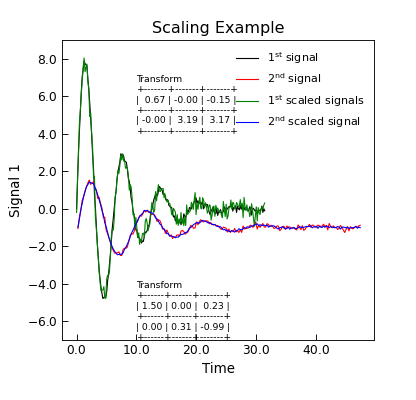 Scaling Example
8.0
6.0
4.0
2.0
0.0
−2.0
−4.0
−6.0
Signal 1
Transform
+--------+--------+--------+
|  0.67 | -0.00 | -0.15 |
+--------+--------+--------+
| -0.00 |  3.19 |  3.17 |
+--------+--------+--------+
1st signal
2nd signal
1st scaled signals
2nd scaled signal
Transform
+-------+-------+--------+
| 1.50 | 0.00 |  0.23 |
+-------+-------+--------+
| 0.00 | 0.31 | -0.99 |
+-------+-------+--------+
0.0 10.0 20.0 30.0 40.0
Time